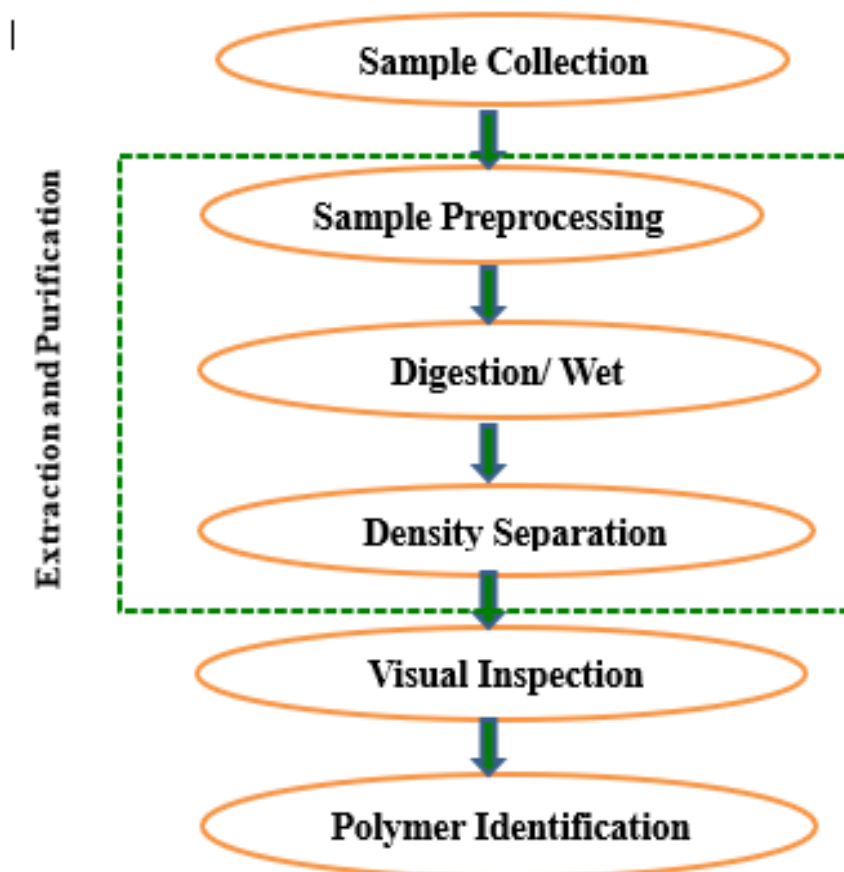 Sample Collection
Extraction and Purification
Sample Preprocessing
Digestion/ Wet
Density Separation
Visual Inspection
Polymer Identification